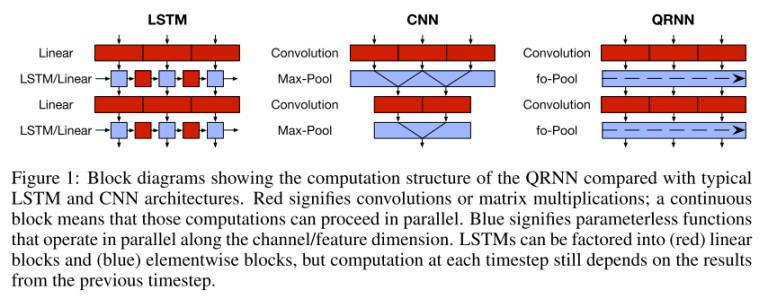 LSTM CNN QRNN
Linear Convolution Convolution
LSTM/Linear Max-Pool fo-Pool
Linear Convolution Convolution
LSTM/Linear Max-Pool fo-Pool
Figure 1: Block diagrams showing the computation structure of the QRNN compared with typical
LSTM and CNN architectures. Red signifies convolutions or matrix multiplications; a continuous
block means that those computations can proceed in parallel. Blue signifies parameterless functions
that operate in parallel along the channel/feature dimension. LSTMs can be factored into (red) linear
blocks and (blue) elementwise blocks, but computation at each timestep still depends on the results
from the previous timestep.